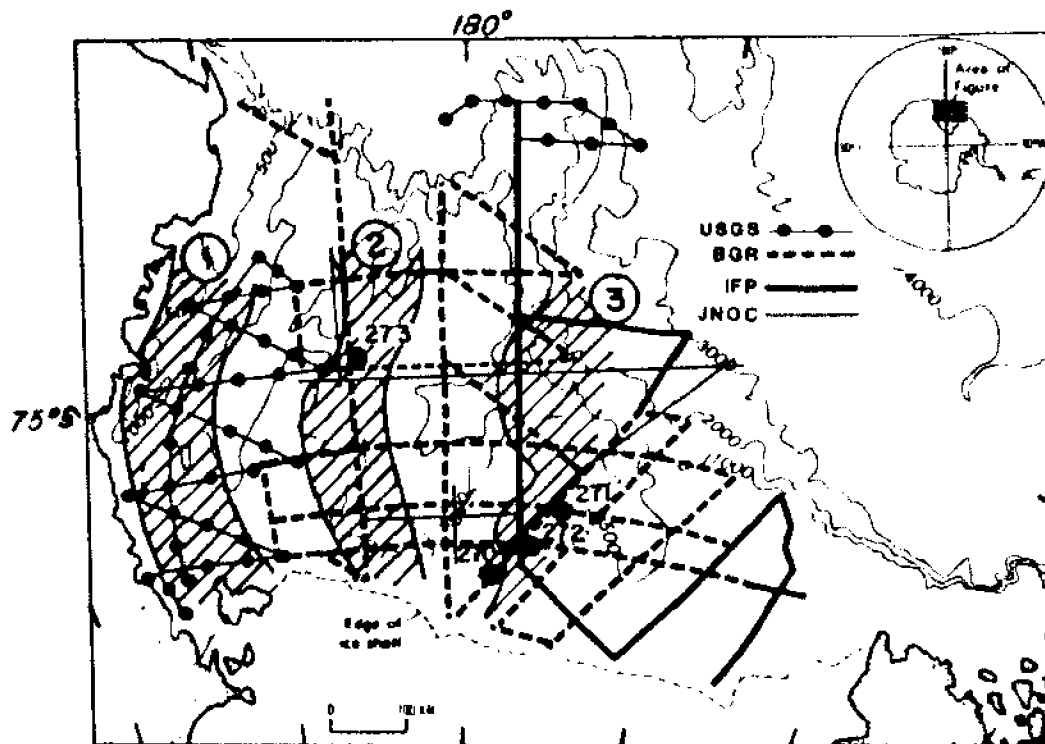 180°
Area of
Figure
500
1
2
3
USGS
BGR
IFP
JNOC
4000
3000
273
75°S
2000
271
272
270
Edge of
ice shelf
0